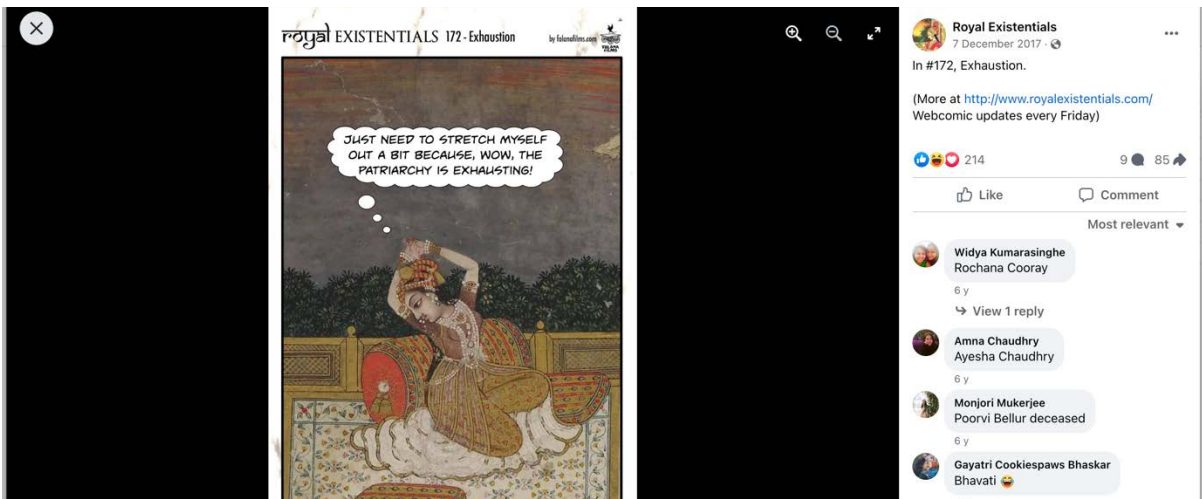 royal EXISTENTIALS 172 - Exhaustion
by falanafilms.com
FALANA
FILMS
JUST NEED TO STRETCH MYSELF
OUT A BIT BECAUSE, WOW, THE
PATRIARCHY IS EXHAUSTING!
Royal Existentials
7 December 2017 ·
In #172, Exhaustion.
(More at http://www.royalexistentials.com/
Webcomic updates every Friday)
214
9 85
Like Comment
Most relevant
Widya Kumarasinghe
Rochana Cooray
6 y
View 1 reply
Amna Chaudhry
Ayesha Chaudhry
6 y
Monjori Mukerjee
Poorvi Bellur deceased
6 y
Gayatri Cookiespaws Bhaskar
Bhavati 😂